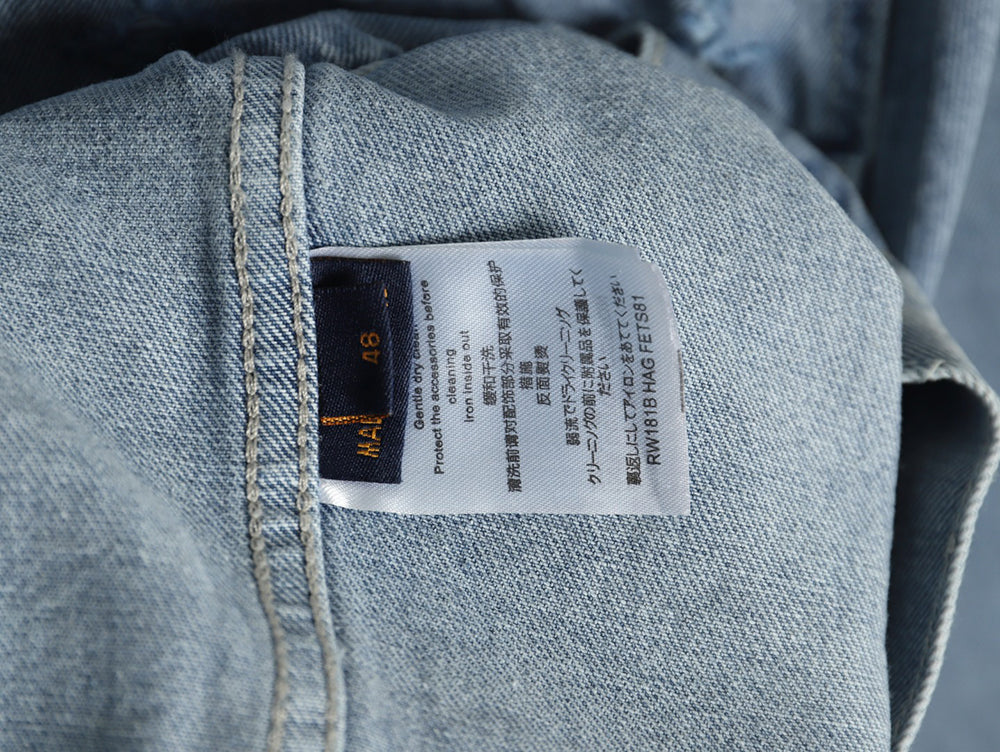 48
MAD
Gentle dry clean
Protect the accessories before
cleaning
Iron inside out
缓和干洗
清洗前请对配饰部分采取有效的保护
措施
反面熨烫
弱流でドライクリーニング
クリーニングの前に附属品を保護してく
ださい
裏返しにしてアイロンをあててください
RW181B HAG FETS81